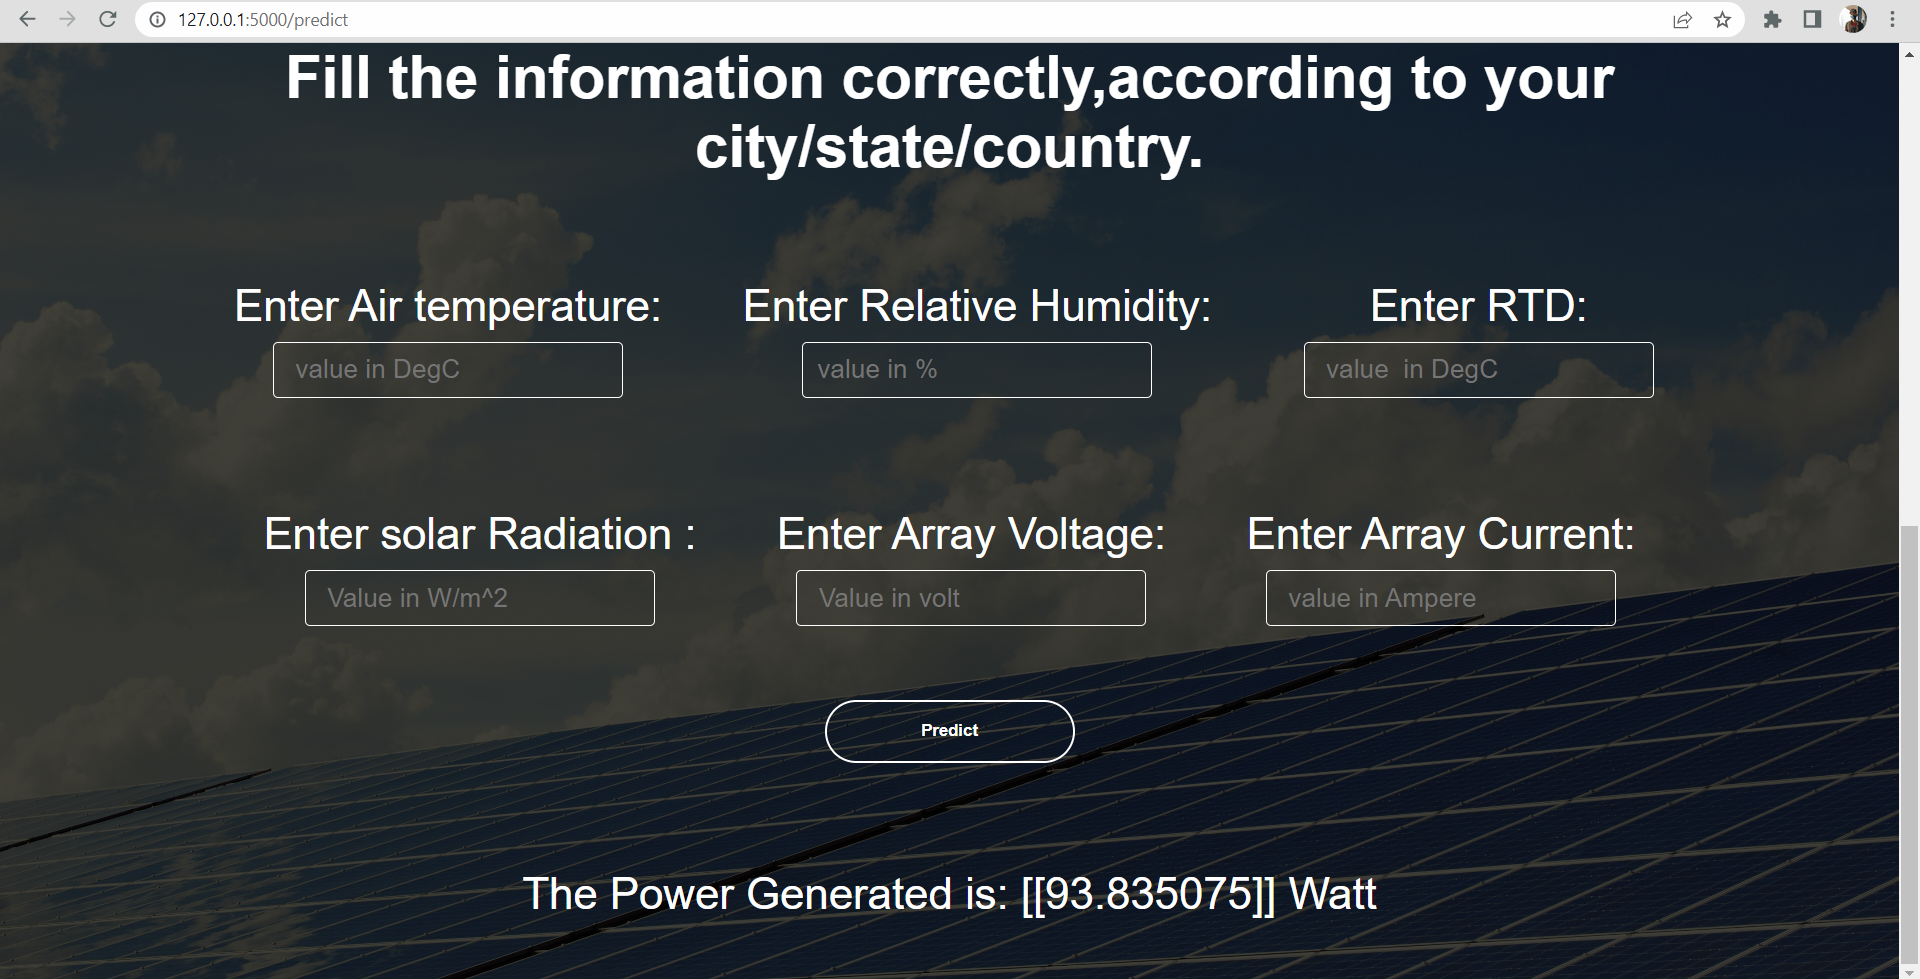 127.0.0.1:5000/predict
Fill the information correctly,according to your
city/state/country.
Enter Air temperature:
value in DegC
Enter Relative Humidity:
value in %
Enter RTD:
value  in DegC
Enter solar Radiation :
Value in W/m^2
Enter Array Voltage:
Value in volt
Enter Array Current:
value in Ampere
Predict
The Power Generated is: [[93.835075]] Watt